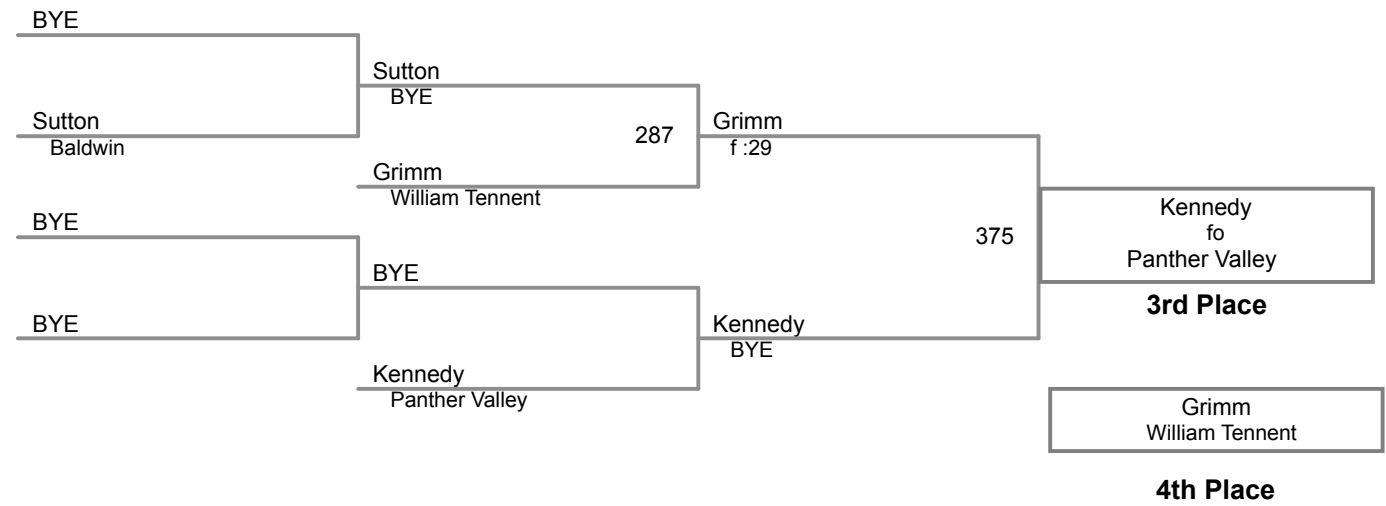 BYE
Sutton
Baldwin
BYE
BYE
Sutton
BYE
Grimm
William Tennent
BYE
Kennedy
Panther Valley
287
Grimm
f :29
Kennedy
BYE
375
Kennedy
fo
Panther Valley
3rd Place
Grimm
William Tennent
4th Place